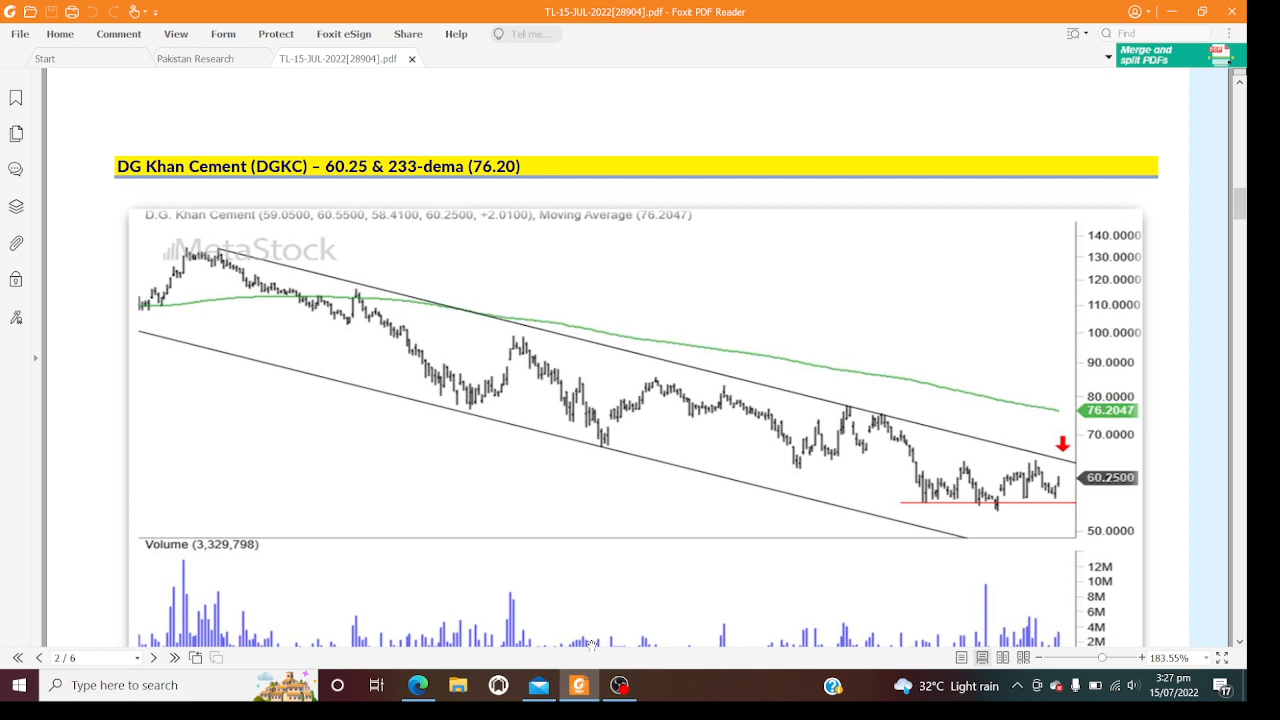 TL-15-JUL-2022[28904].pdf - Foxit PDF Reader
File Home Comment View Form Protect Foxit eSign Share Help Tell me... Find
Start Pakistan Research TL-15-JUL-2022[28904].pdf
Merge and
split PDFs
DG Khan Cement (DGKC) – 60.25 & 233-dema (76.20)
D.G. Khan Cement (59.0500, 60.5500, 58.4100, 60.2500, +2.0100), Moving Average (76.2047)
MetaStock
140.0000
130.0000
120.0000
110.0000
100.0000
90.0000
80.0000
76.2047
70.0000
60.2500
50.0000
Volume (3,329,798)
12M
10M
8M
6M
4M
2M
2 / 6
183.55%
Type here to search
32°C Light rain
3:27 pm
15/07/2022
17